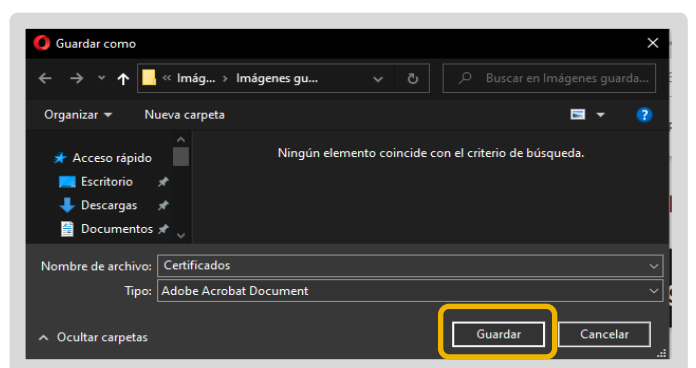 Guardar como
« Imág... › Imágenes gu...
Buscar en Imágenes guarda...
Organizar
Nueva carpeta
Acceso rápido
Ningún elemento coincide con el criterio de búsqueda.
Escritorio
Descargas
Documentos
Nombre de archivo: Certificados
Tipo: Adobe Acrobat Document
Ocultar carpetas
Guardar
Cancelar